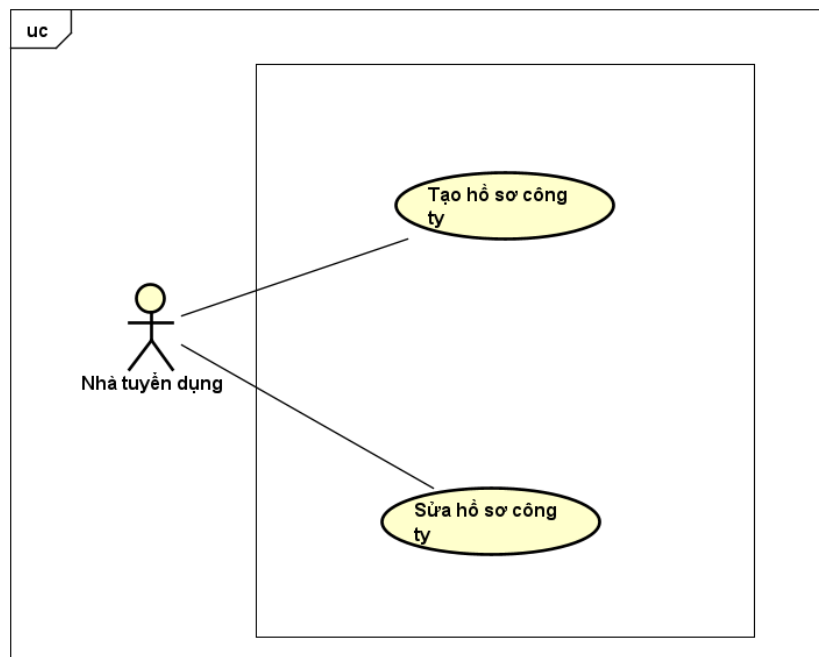 uc
Tạo hồ sơ công
ty
Nhà tuyển dụng
Sửa hồ sơ công
ty